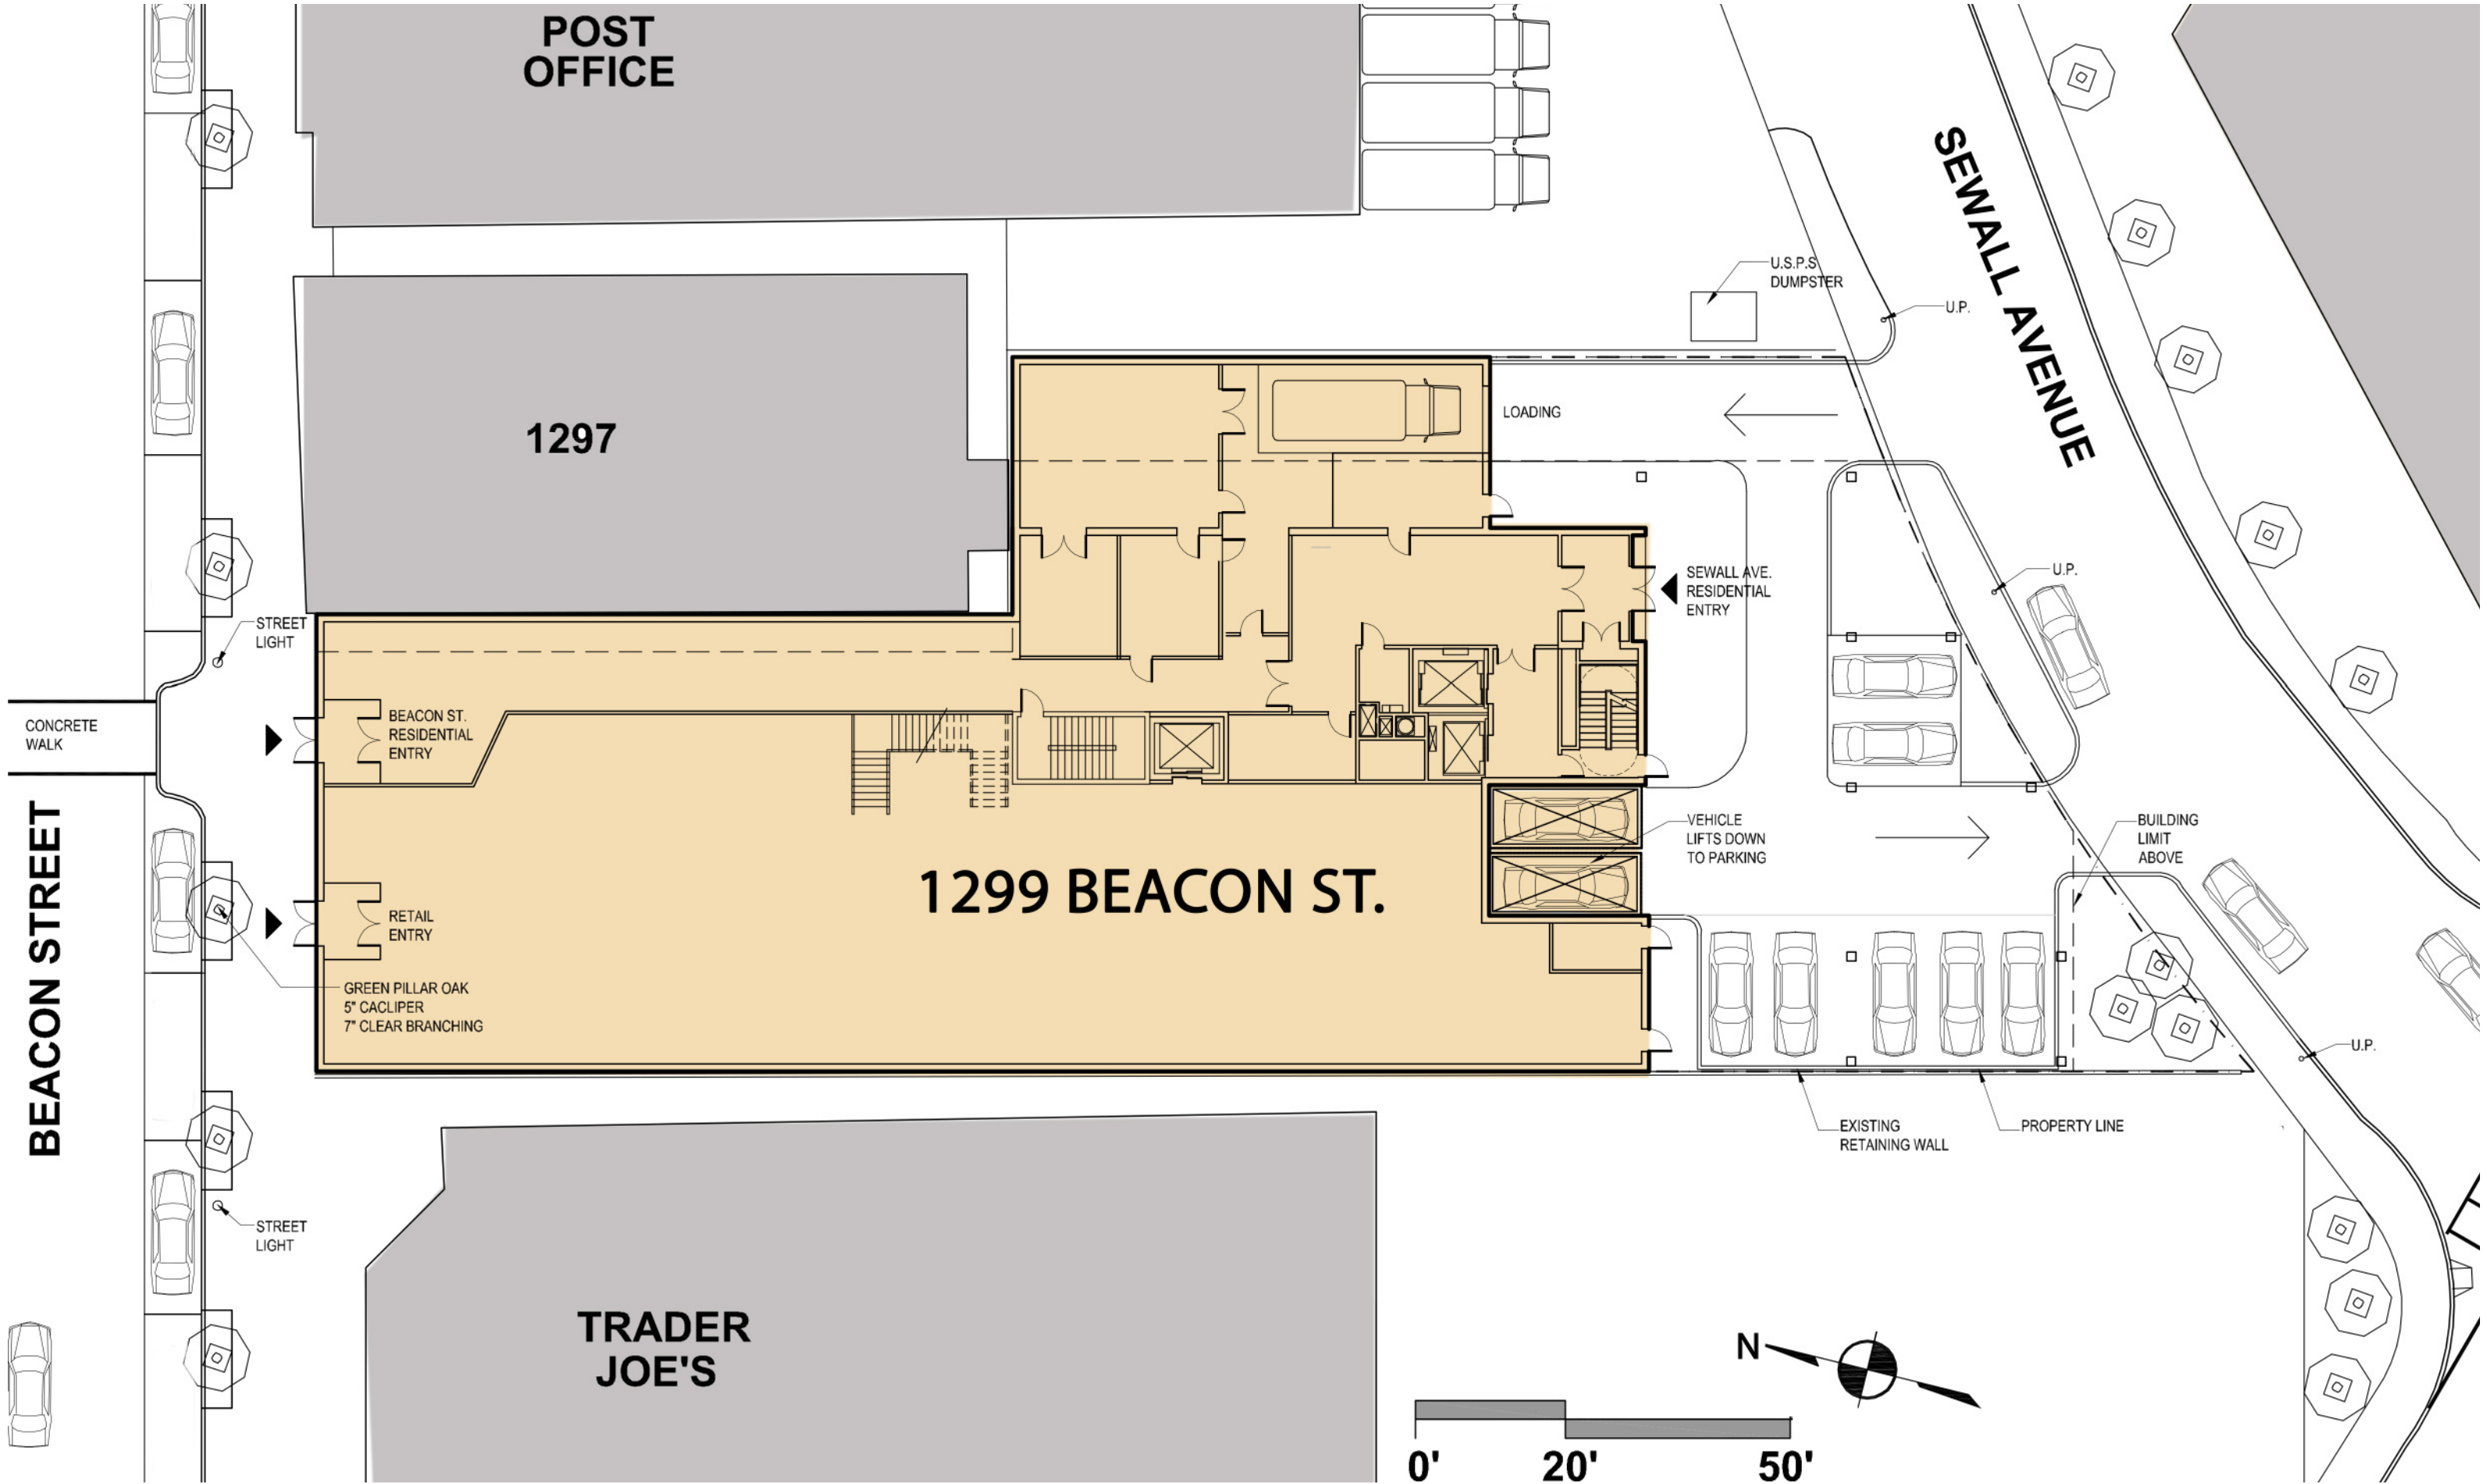 POST
OFFICE
SEWALL AVENUE
U.S.P.S.
DUMPSTER
U.P.
1297
LOADING
U.P.
SEWALL AVE.
RESIDENTIAL
ENTRY
STREET
LIGHT
CONCRETE
WALK
BEACON ST.
RESIDENTIAL
ENTRY
VEHICLE
LIFTS DOWN
TO PARKING
BUILDING
LIMIT
ABOVE
BEACON STREET
1299 BEACON ST.
RETAIL
ENTRY
GREEN PILLAR OAK
5" CACLIPER
7" CLEAR BRANCHING
U.P.
EXISTING
RETAINING WALL
PROPERTY LINE
STREET
LIGHT
TRADER
JOE'S
N
0' 20' 50'